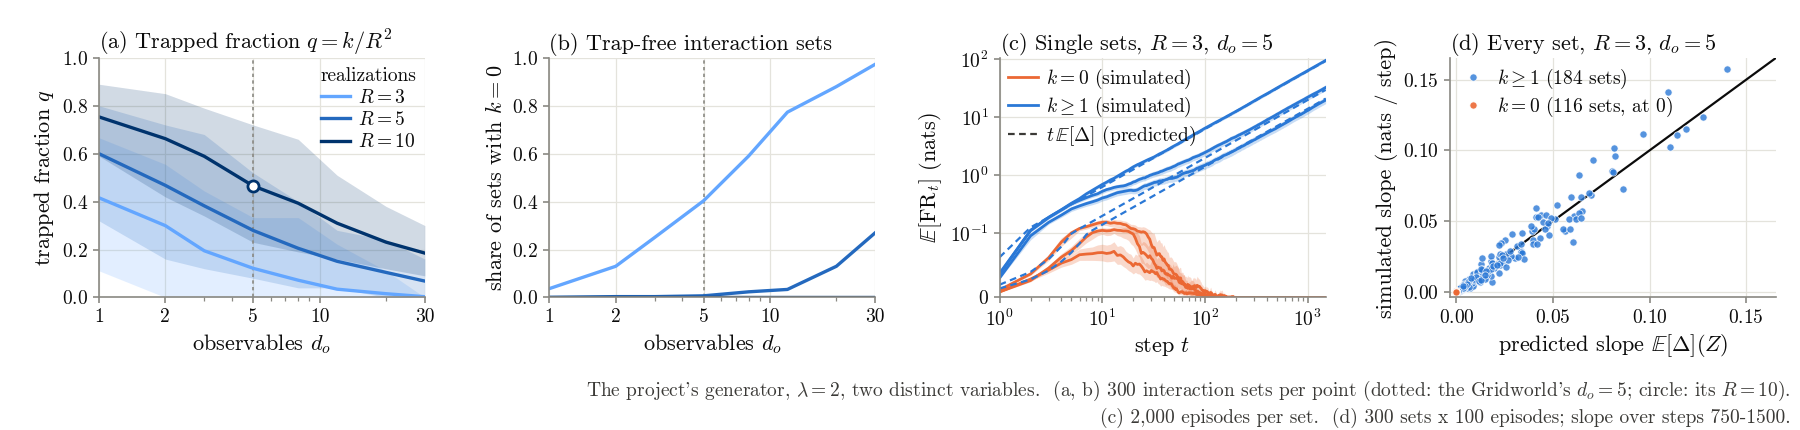 (a) Trapped fraction q = k/R²
trapped fraction q
1.0
0.8
0.6
0.4
0.2
0.0
realizations
R = 3
R = 5
R = 10
1
2
5
10
30
observables dₒ
(b) Trap-free interaction sets
share of sets with k = 0
1.0
0.8
0.6
0.4
0.2
0.0
1
2
5
10
30
observables dₒ
(c) Single sets, R = 3, dₒ = 5
𝔼[FRₜ] (nats)
10²
10¹
10⁰
10⁻¹
0
k = 0 (simulated)
k ≥ 1 (simulated)
t 𝔼[Δ] (predicted)
10⁰
10¹
10²
10³
step t
(d) Every set, R = 3, dₒ = 5
simulated slope (nats / step)
0.15
0.10
0.05
0.00
k ≥ 1 (184 sets)
k = 0 (116 sets, at 0)
0.00
0.05
0.10
0.15
predicted slope 𝔼[Δ](Z)
The project's generator, λ = 2, two distinct variables. (a, b) 300 interaction sets per point (dotted: the Gridworld's dₒ = 5; circle: its R = 10).
(c) 2,000 episodes per set. (d) 300 sets x 100 episodes; slope over steps 750-1500.